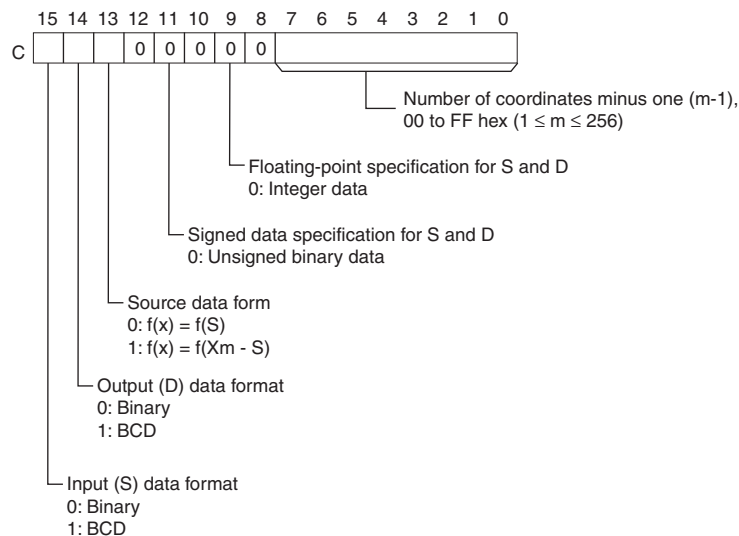 15 14 13 12 11 10 9 8 7 6 5 4 3 2 1 0
C 0 0 0 0 0
Number of coordinates minus one (m-1),
00 to FF hex (1 ≤ m ≤ 256)
Floating-point specification for S and D
0: Integer data
Signed data specification for S and D
0: Unsigned binary data
Source data form
0: f(x) = f(S)
1: f(x) = f(Xm - S)
Output (D) data format
0: Binary
1: BCD
Input (S) data format
0: Binary
1: BCD